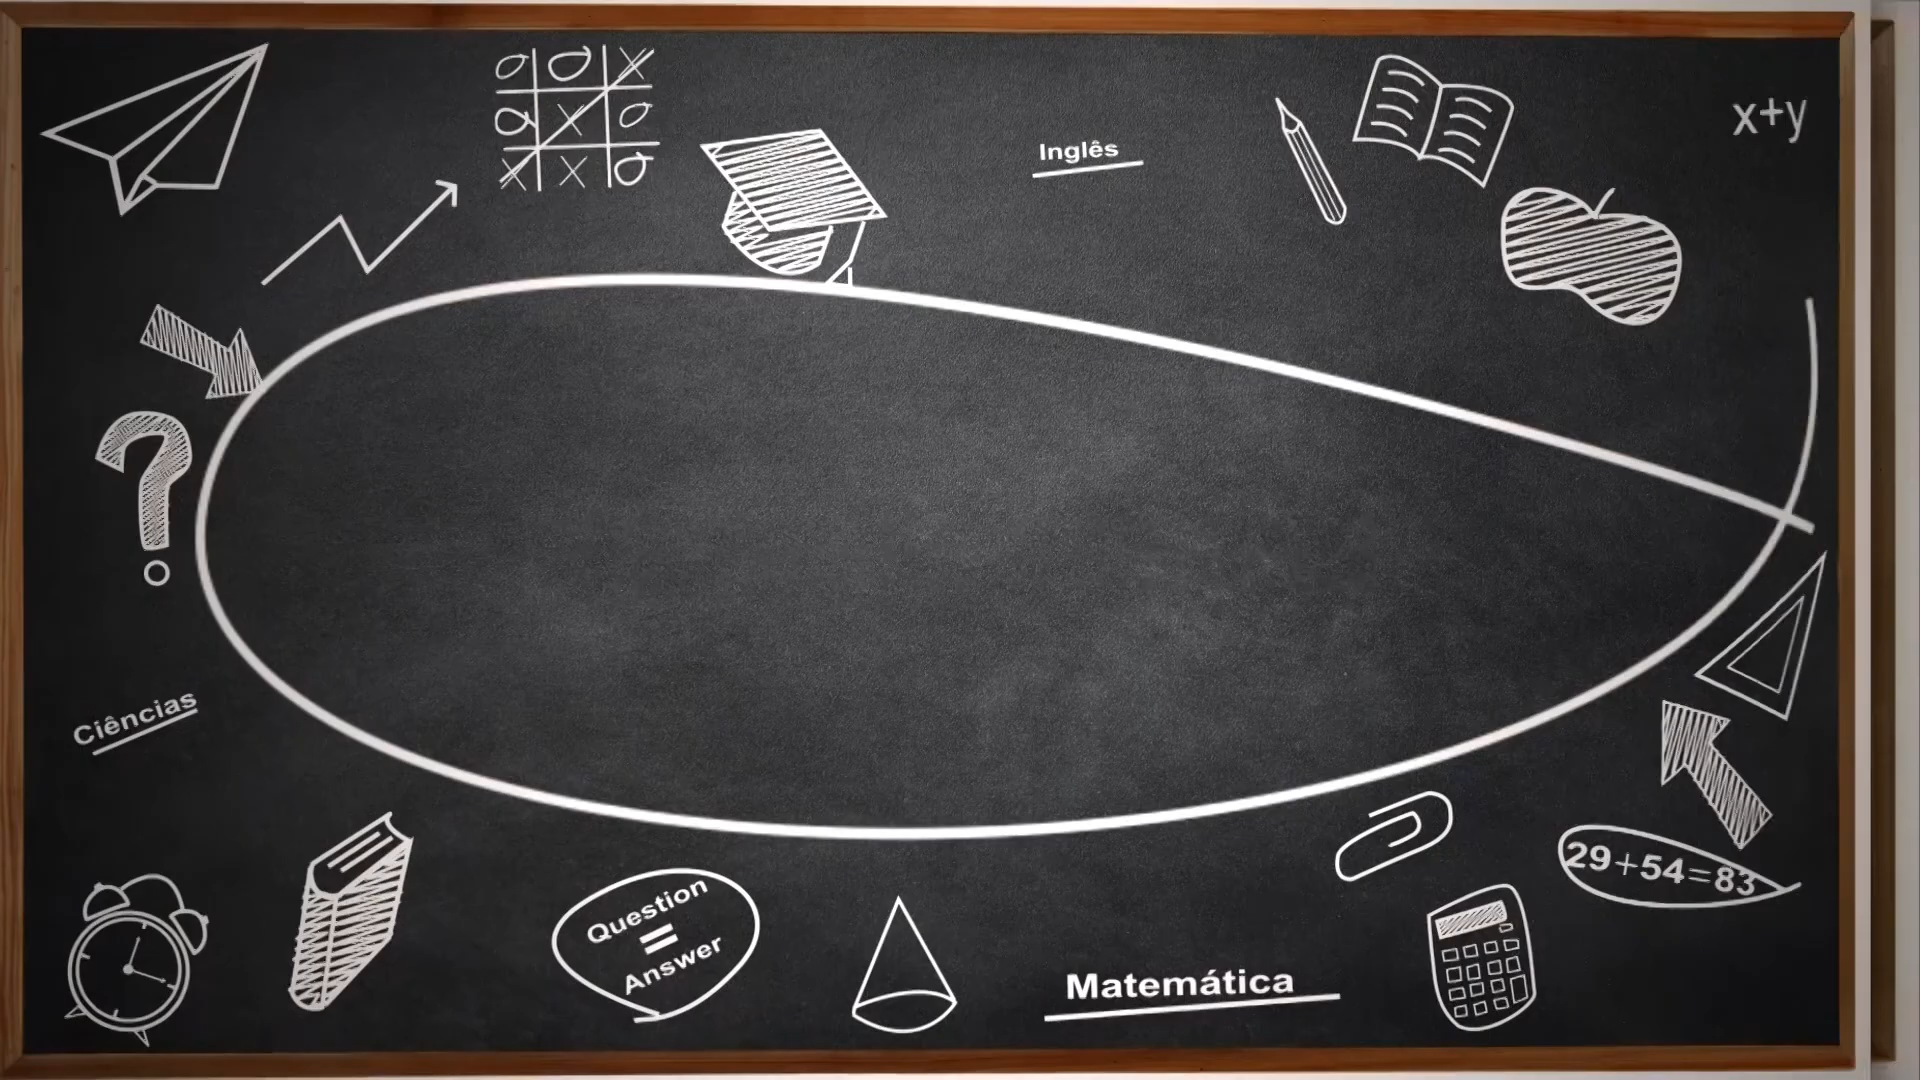 O O X
O X O
X X O
Inglês
x+y
Ciências
29+54=83
Question
=
Answer
Matemática